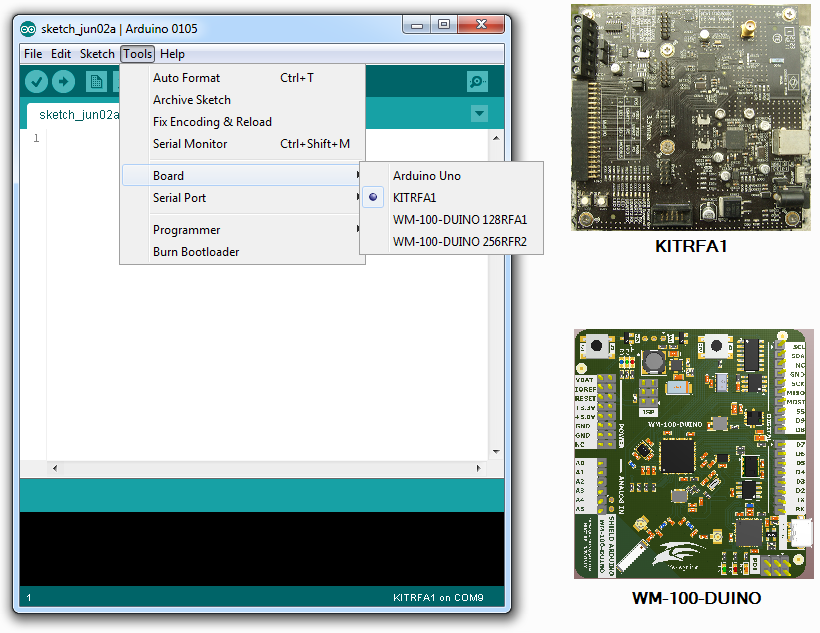 sketch_jun02a | Arduino 0105
File Edit Sketch Tools Help
Auto Format Ctrl+T
Archive Sketch
Fix Encoding & Reload
Serial Monitor Ctrl+Shift+M
Board
Serial Port
Programmer
Burn Bootloader
Arduino Uno
KITRFA1
WM-100-DUINO 128RFA1
WM-100-DUINO 256RFR2
sketch_jun02a
1
1
KITRFA1 on COM9
KITRFA1
VBAT
IOREF
RESET
+3.3V
+5.0V
GND
GND
NC
POWER
A0
A1
A2
A3
A4
A5
ANALOG IN
ISP
WM-100-DUINO
SCL
SDA
NC
GND
SCK
MISO
MOSI
SS
D9
D8
DIGITAL
D7
D6
D5
D4
D3
D2
TX
RX
SHIELD ARDUINO
WM-100-DUINO
WM-100-DUINO